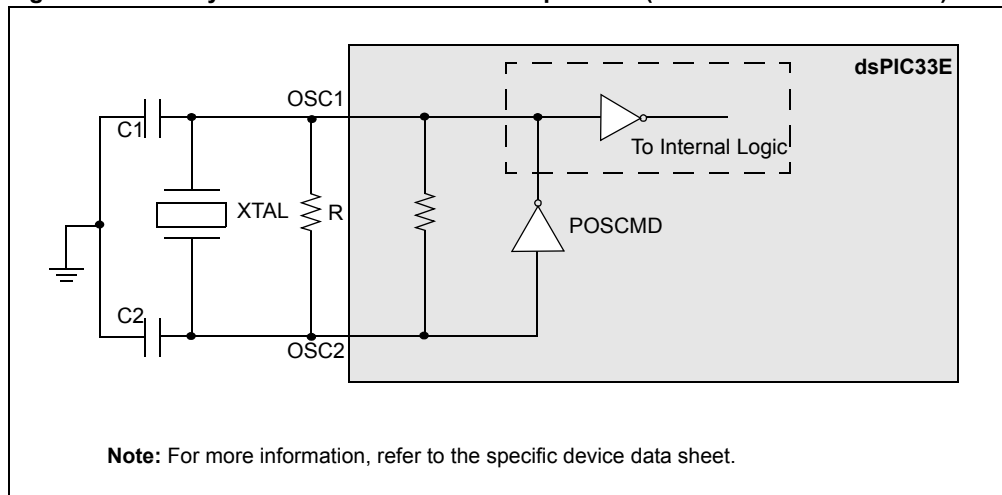 dsPIC33E
OSC1
C1
To Internal Logic
XTAL
R
POSCMD
C2
OSC2
Note: For more information, refer to the specific device data sheet.